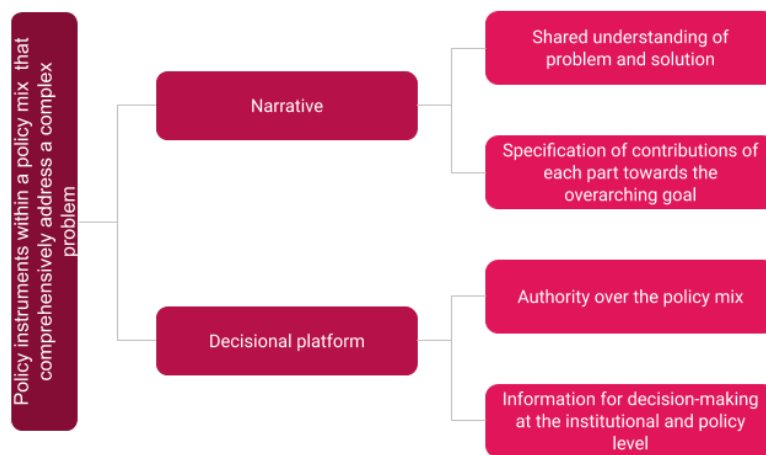 Policy instruments within a policy mix that
comprehensively address a complex
problem
Narrative
Shared understanding of
problem and solution
Specification of contributions of
each part towards the
overarching goal
Decisional platform
Authority over the policy mix
Information for decision-making
at the institutional and policy
level